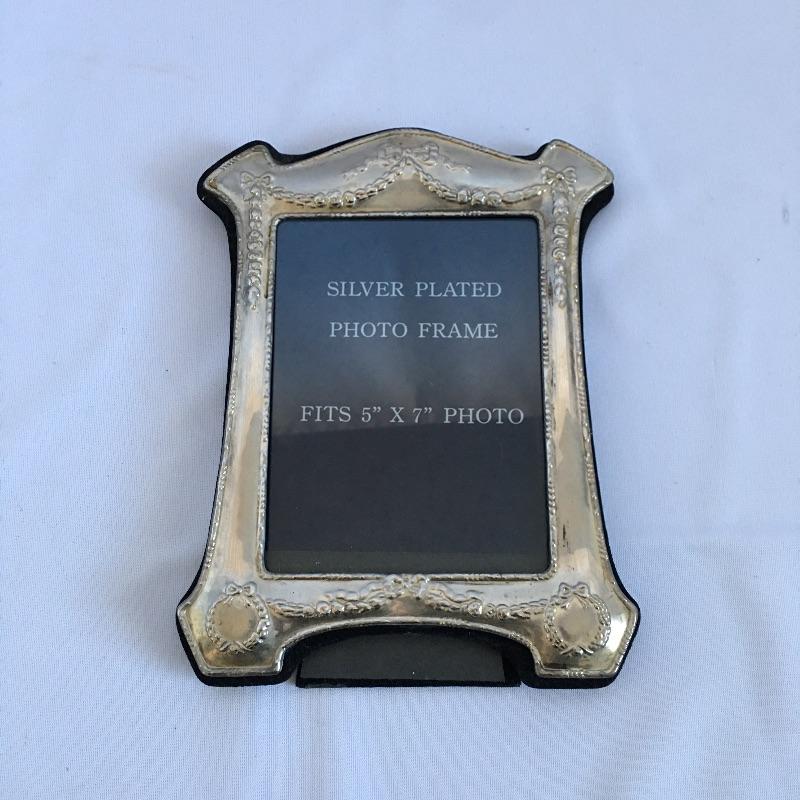 SILVER PLATED
PHOTO FRAME
FITS 5” X 7” PHOTO